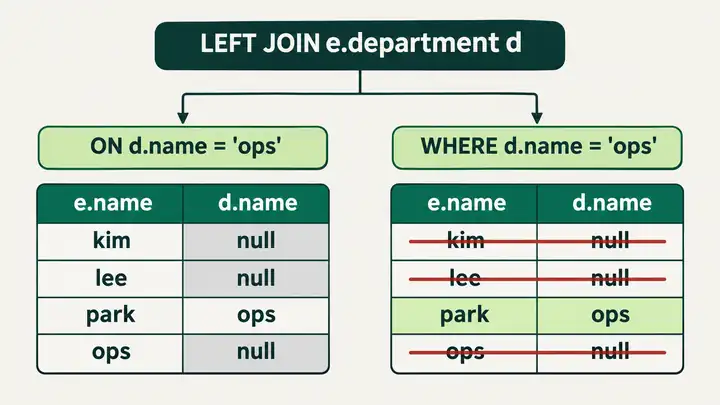 LEFT JOIN e.department d
ON d.name = 'ops'
WHERE d.name = 'ops'
e.name d.name
kim null
lee null
park ops
ops null
e.name d.name
kim null
lee null
park ops
ops null